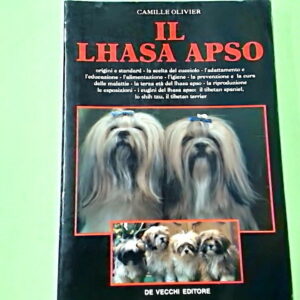 CAMILLE OLIVIER
IL
LHASA APSO
origini e standard - la scelta del cucciolo - l'adattamento e
l'educazione - l'alimentazione - l'igiene - la prevenzione e la cura
delle malattie - la terza età del lhasa apso - la riproduzione
le esposizioni - i cugini del lhasa apso: il tibetan spaniel,
lo shih tzu, il tibetan terrier
DE VECCHI EDITORE